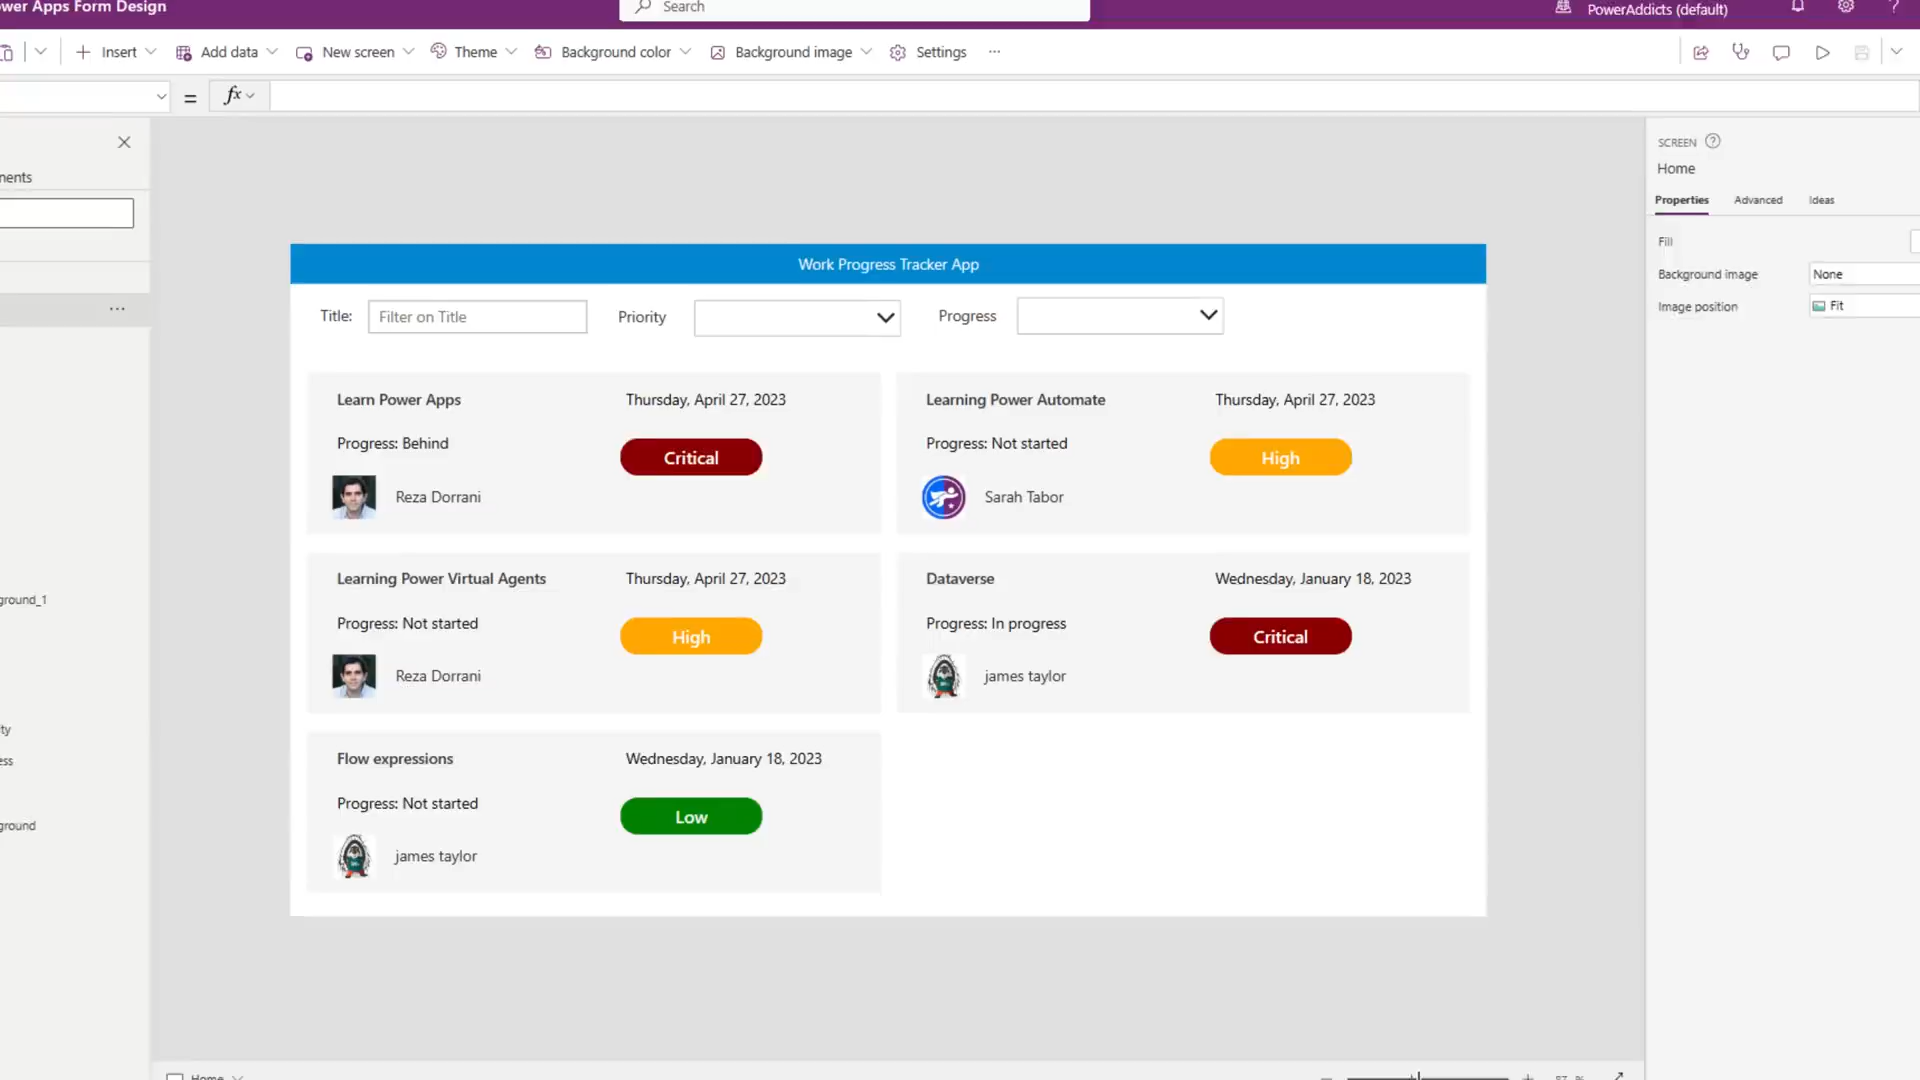 ower Apps Form Design
Search
PowerAddicts (default)
?
Insert
Add data
New screen
Theme
Background color
Background image
Settings
...
=
fx
nents
...
ground_1
ity
ess
ground
Work Progress Tracker App
Title:
Filter on Title
Priority
Progress
Learn Power Apps
Thursday, April 27, 2023
Progress: Behind
Critical
Reza Dorrani
Learning Power Automate
Thursday, April 27, 2023
Progress: Not started
High
Sarah Tabor
Learning Power Virtual Agents
Thursday, April 27, 2023
Progress: Not started
High
Reza Dorrani
Dataverse
Wednesday, January 18, 2023
Progress: In progress
Critical
james taylor
Flow expressions
Wednesday, January 18, 2023
Progress: Not started
Low
james taylor
SCREEN
?
Home
Properties
Advanced
Ideas
Fill
Background image
None
Image position
Fit
Home